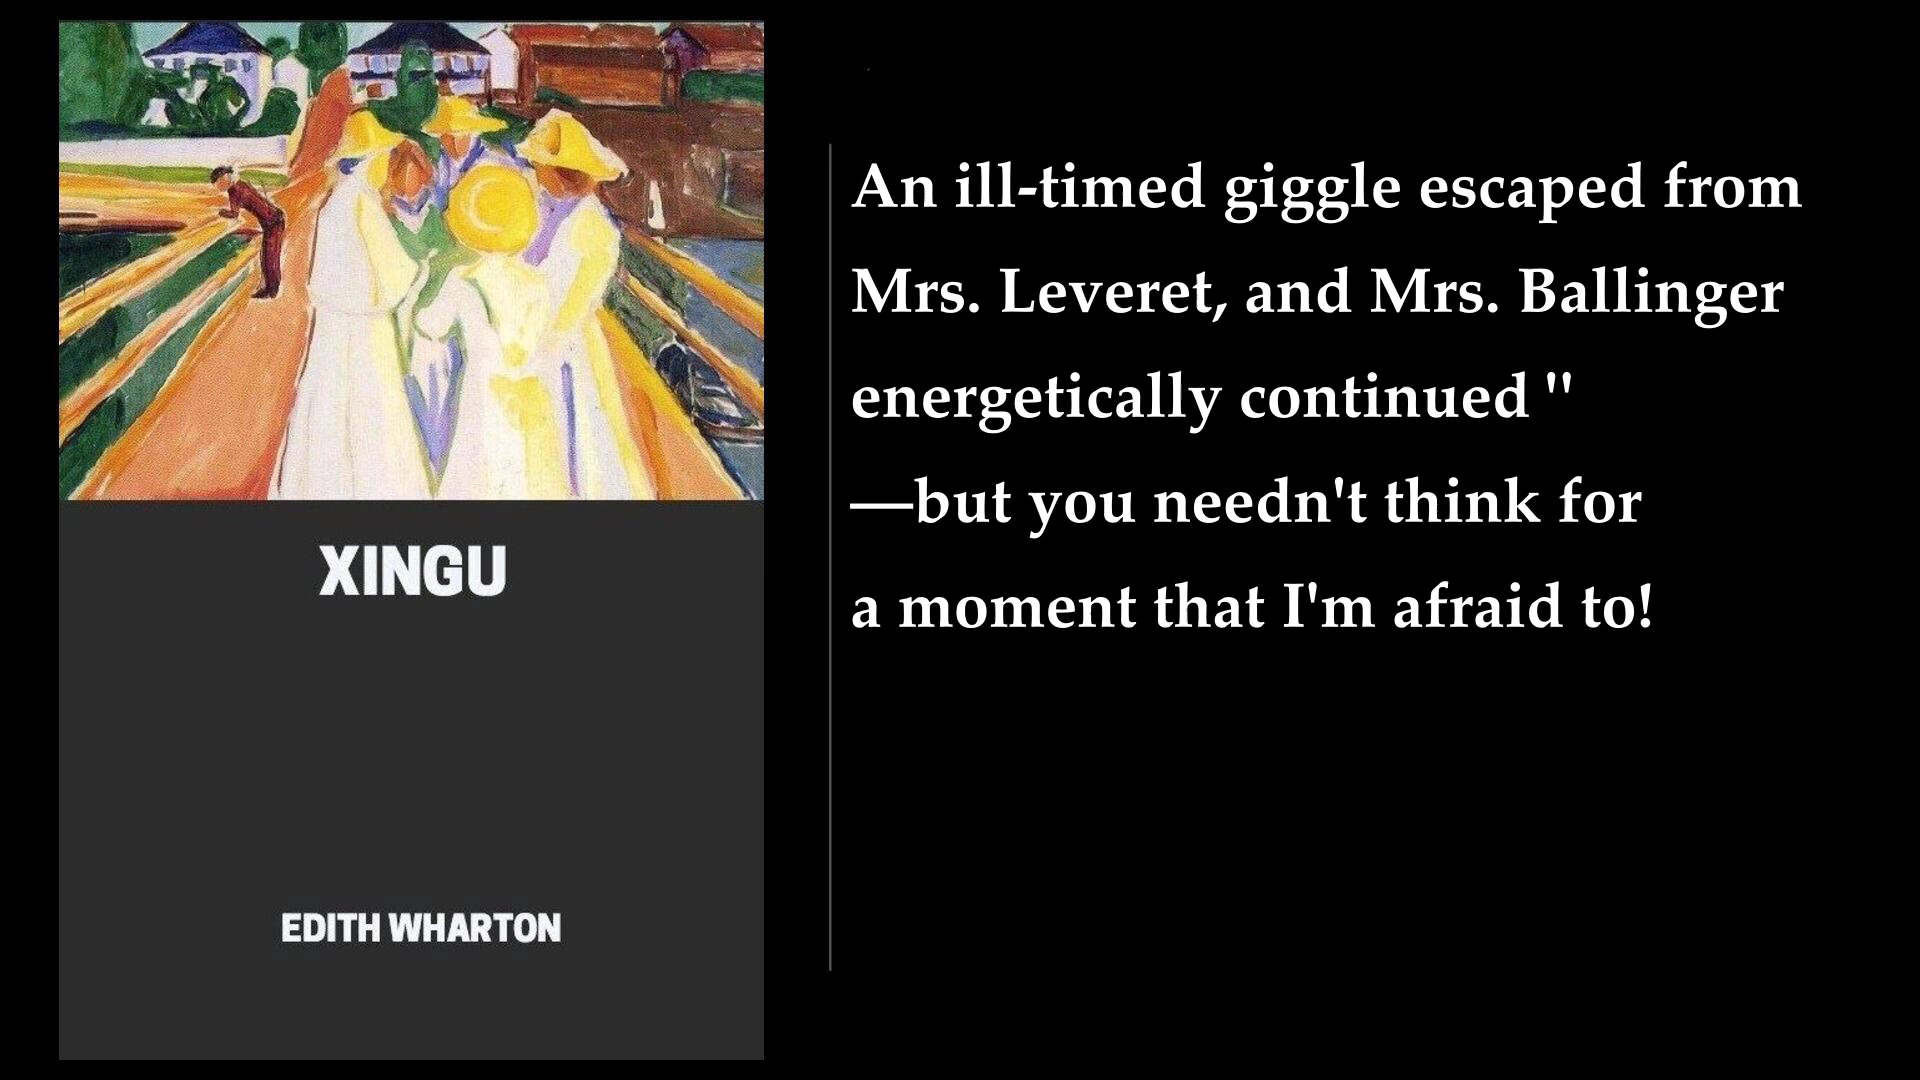 XINGU
EDITH WHARTON
An ill-timed giggle escaped from
Mrs. Leveret, and Mrs. Ballinger
energetically continued "
—but you needn't think for
a moment that I'm afraid to!